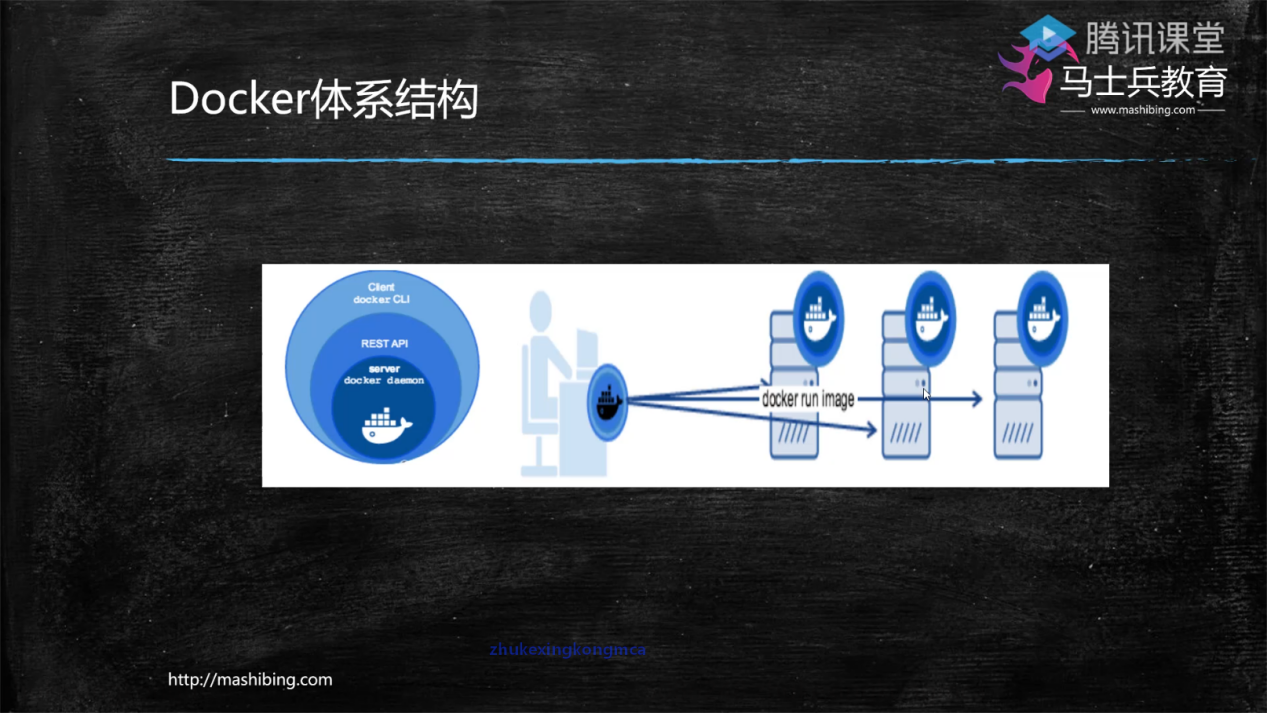 腾讯课堂
马士兵教育
www.mashibing.com
Docker体系结构
Client
docker CLI
REST API
server
docker daemon
docker run image
zhukexingkonginca
http://mashibing.com